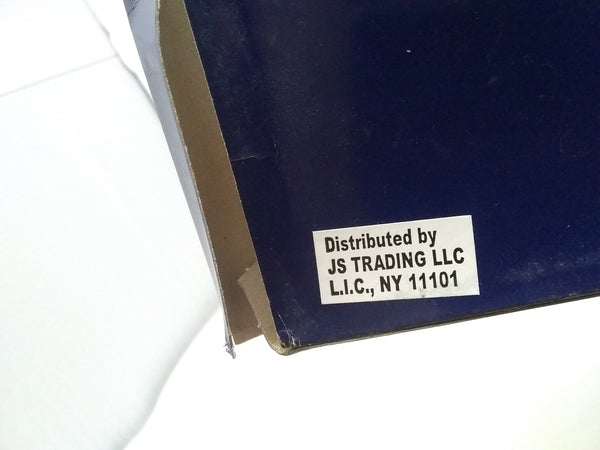 Distributed by
JS TRADING LLC
L.I.C., NY 11101